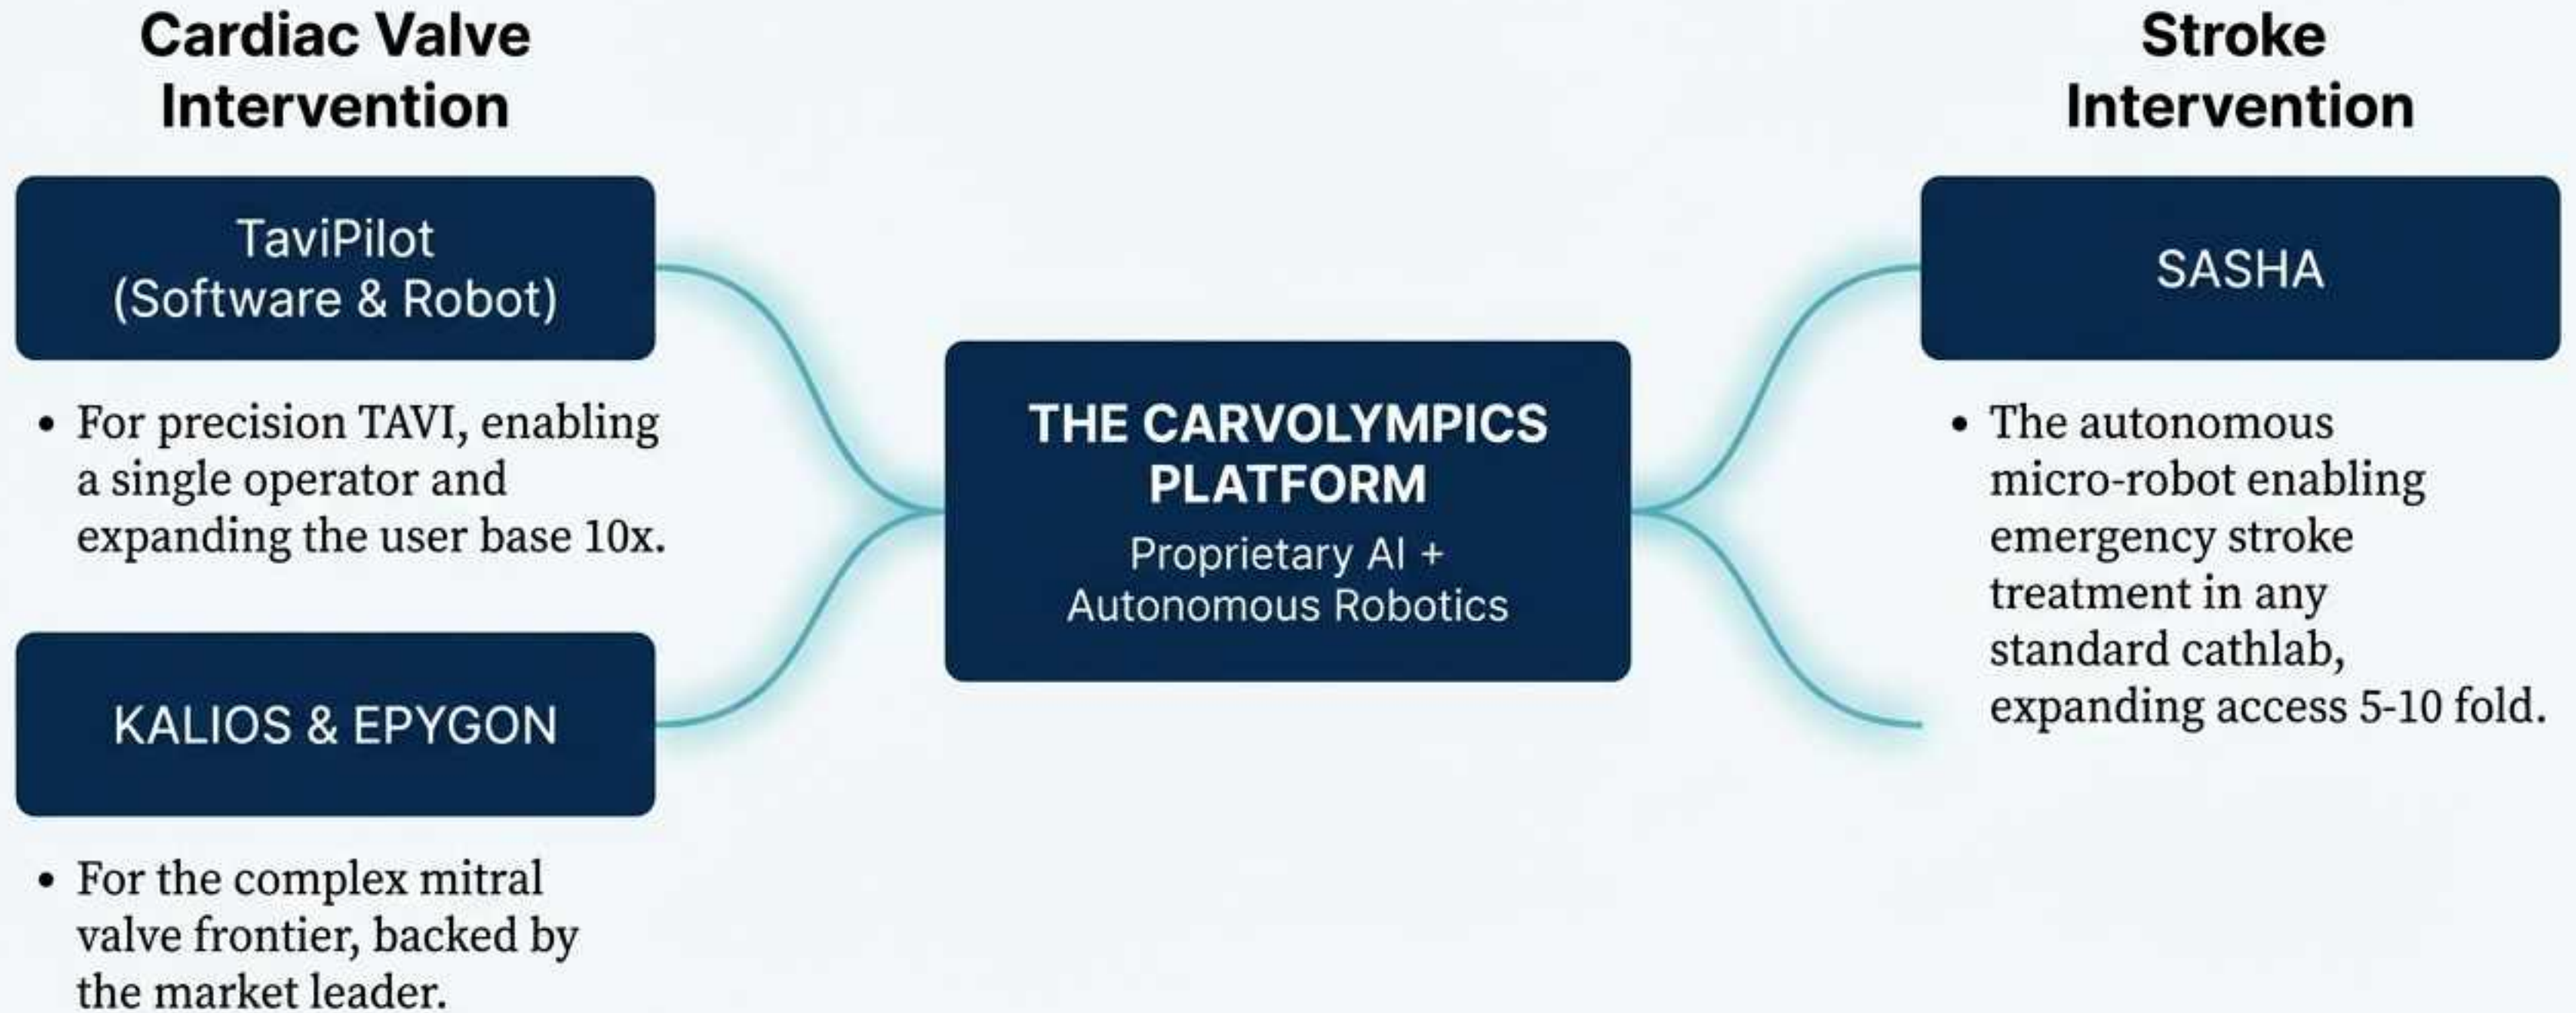 Cardiac Valve
Intervention
TaviPilot
(Software & Robot)
• For precision TAVI, enabling
a single operator and
expanding the user base 10x.
KALIOS & EPYGON
• For the complex mitral
valve frontier, backed by
the market leader.
THE CARVOLYMPICS
PLATFORM
Proprietary AI +
Autonomous Robotics
Stroke
Intervention
SASHA
• The autonomous
micro-robot enabling
emergency stroke
treatment in any
standard cathlab,
expanding access 5-10 fold.